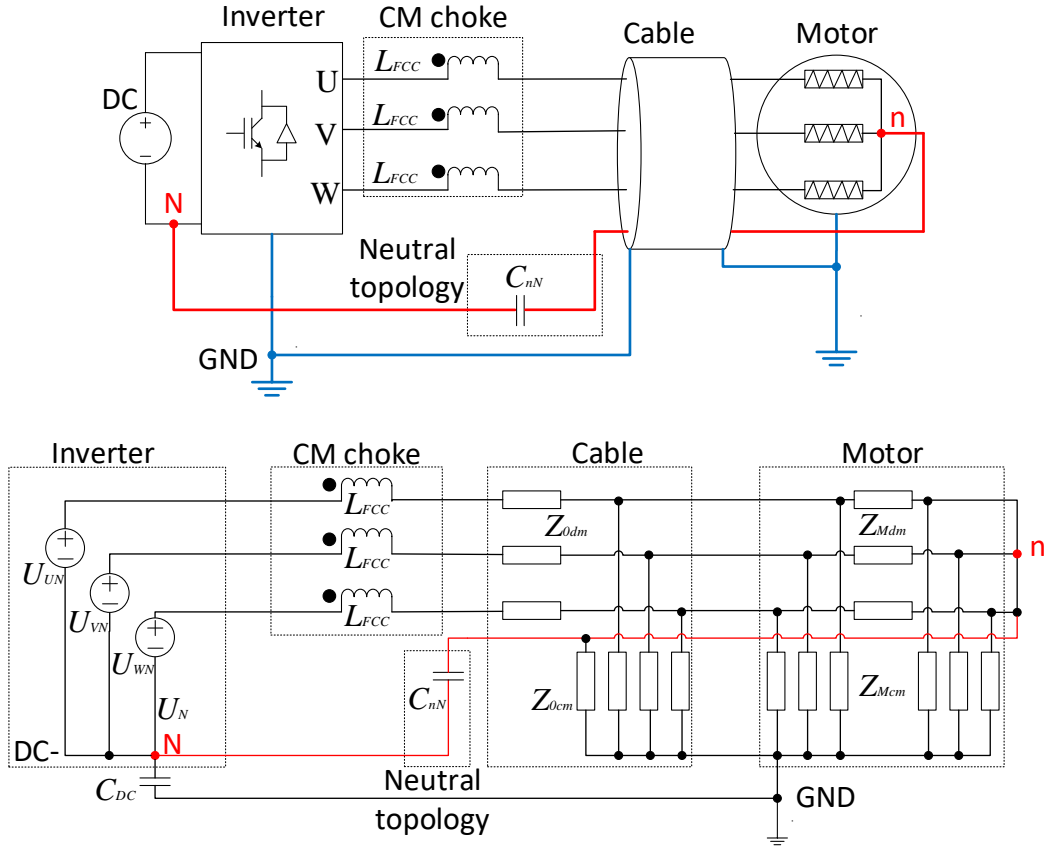 Inverter
CM choke
Cable
Motor
DC
U
V
W
L_FCC
L_FCC
L_FCC
n
N
Neutral
topology
C_nN
GND
Inverter
CM choke
Cable
Motor
L_FCC
L_FCC
L_FCC
Z_0dm
Z_Mdm
n
U_UN
U_VN
U_WN
U_N
C_nN
Z_0cm
Z_Mcm
DC-
N
C_DC
Neutral
topology
GND